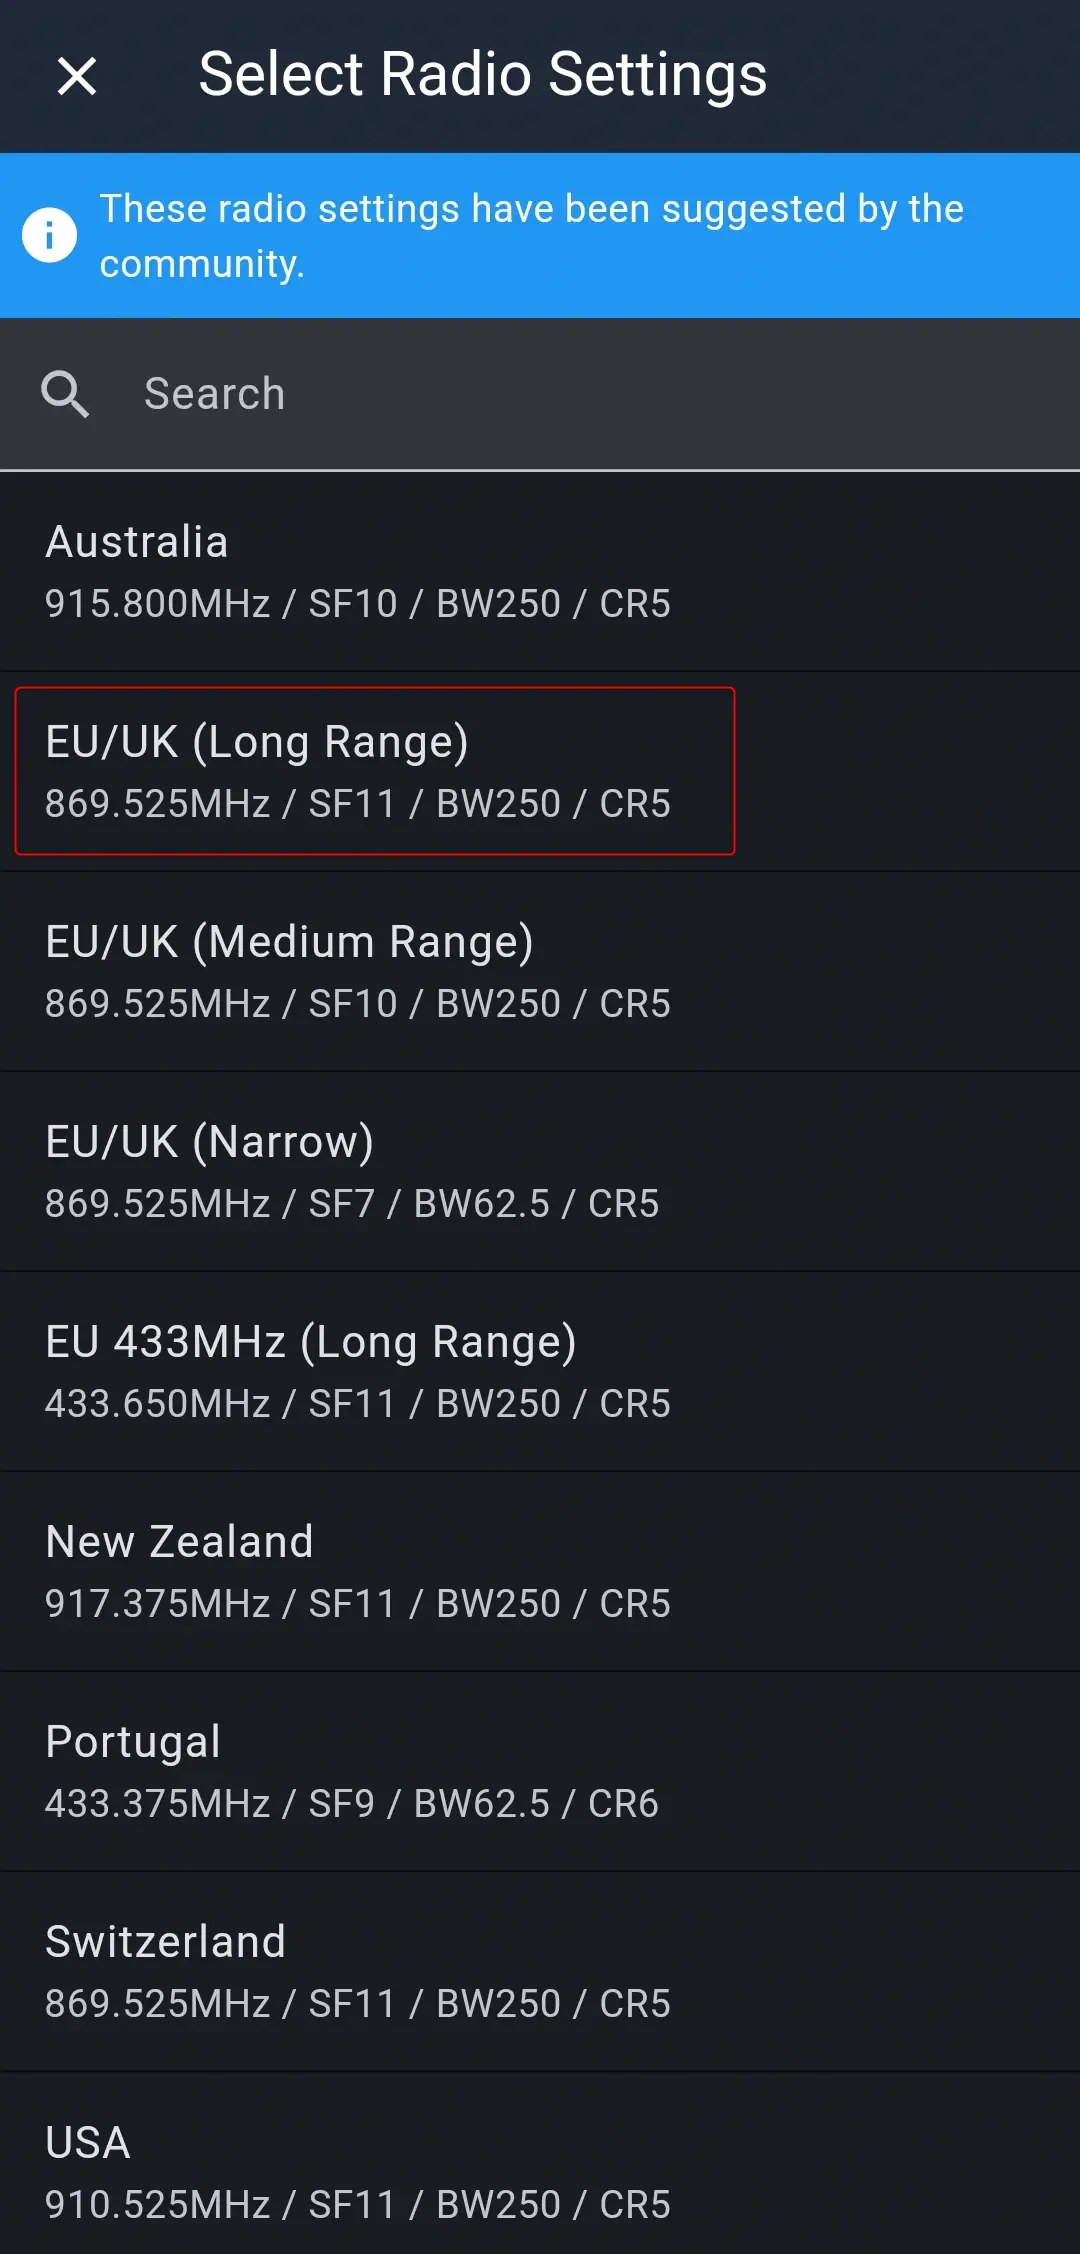 Select Radio Settings
These radio settings have been suggested by the
community.
Search
Australia
915.800MHz / SF10 / BW250 / CR5
EU/UK (Long Range)
869.525MHz / SF11 / BW250 / CR5
EU/UK (Medium Range)
869.525MHz / SF10 / BW250 / CR5
EU/UK (Narrow)
869.525MHz / SF7 / BW62.5 / CR5
EU 433MHz (Long Range)
433.650MHz / SF11 / BW250 / CR5
New Zealand
917.375MHz / SF11 / BW250 / CR5
Portugal
433.375MHz / SF9 / BW62.5 / CR6
Switzerland
869.525MHz / SF11 / BW250 / CR5
USA
910.525MHz / SF11 / BW250 / CR5